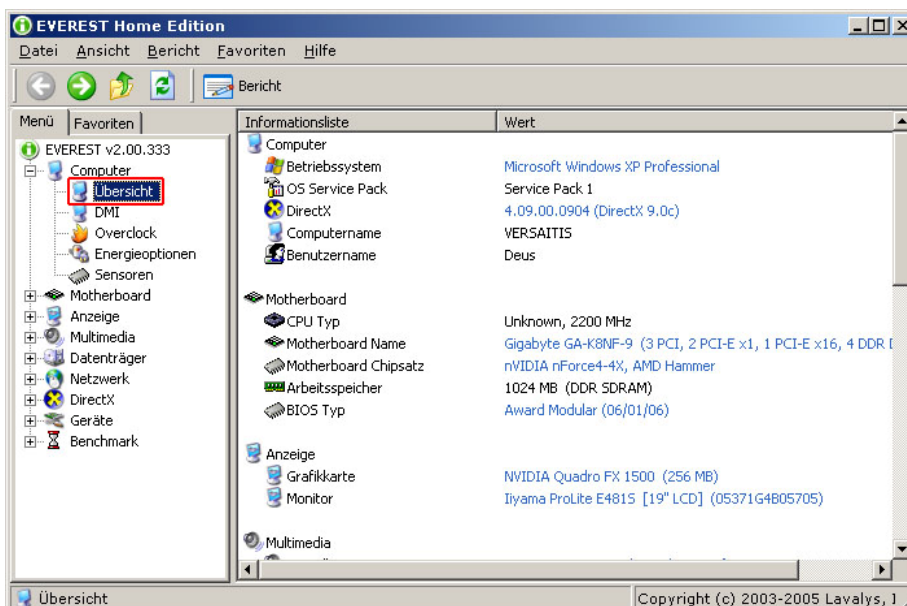 EVEREST Home Edition
Datei Ansicht Bericht Favoriten Hilfe
Bericht
Menü Favoriten
EVEREST v2.00.333
Computer
Übersicht
DMI
Overclock
Energieoptionen
Sensoren
Motherboard
Anzeige
Multimedia
Datenträger
Netzwerk
DirectX
Geräte
Benchmark
Informationsliste Wert
Computer
Betriebssystem Microsoft Windows XP Professional
OS Service Pack Service Pack 1
DirectX 4.09.00.0904 (DirectX 9.0c)
Computername VERSAITIS
Benutzername Deus
Motherboard
CPU Typ Unknown, 2200 MHz
Motherboard Name Gigabyte GA-K8NF-9 (3 PCI, 2 PCI-E x1, 1 PCI-E x16, 4 DDR
Motherboard Chipsatz nVIDIA nForce4-4X, AMD Hammer
Arbeitsspeicher 1024 MB (DDR SDRAM)
BIOS Typ Award Modular (06/01/06)
Anzeige
Grafikkarte NVIDIA Quadro FX 1500 (256 MB)
Monitor Iiyama ProLite E481S [19" LCD] (05371G4B05705)
Multimedia
Übersicht
Copyright (c) 2003-2005 Lavalys,